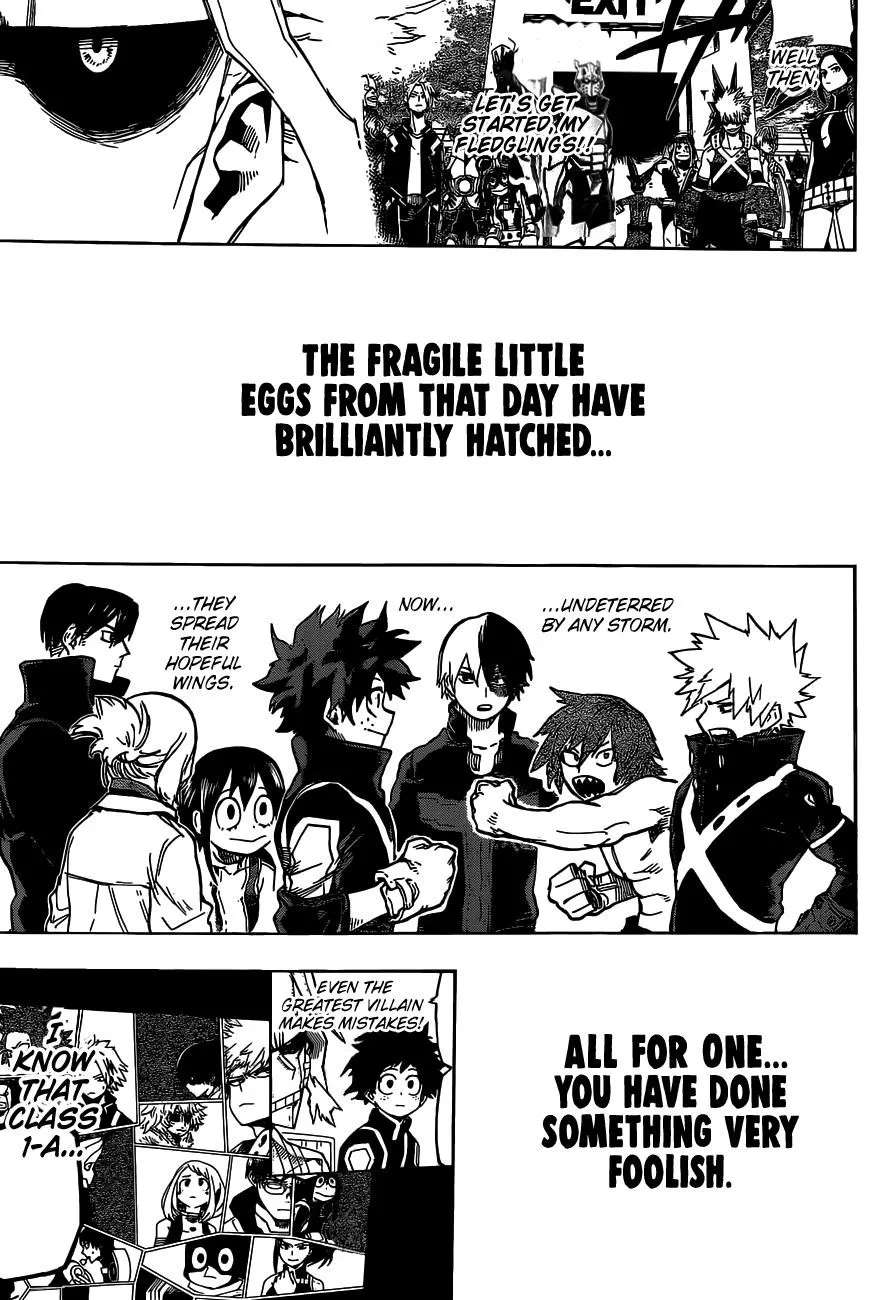 EXIT
WELL
THEN,
LET'S GET
STARTED, MY
FLEDGLINGS!!
THE FRAGILE LITTLE
EGGS FROM THAT DAY HAVE
BRILLIANTLY HATCHED...
NOW...
...UNDETERRED
BY ANY STORM.
...THEY
SPREAD
THEIR
HOPEFUL
WINGS.
ALL FOR ONE...
YOU HAVE DONE
SOMETHING VERY
FOOLISH.
EVEN THE
GREATEST VILLAIN
MAKES MISTAKES!
I
KNOW
THAT
CLASS
1-A...